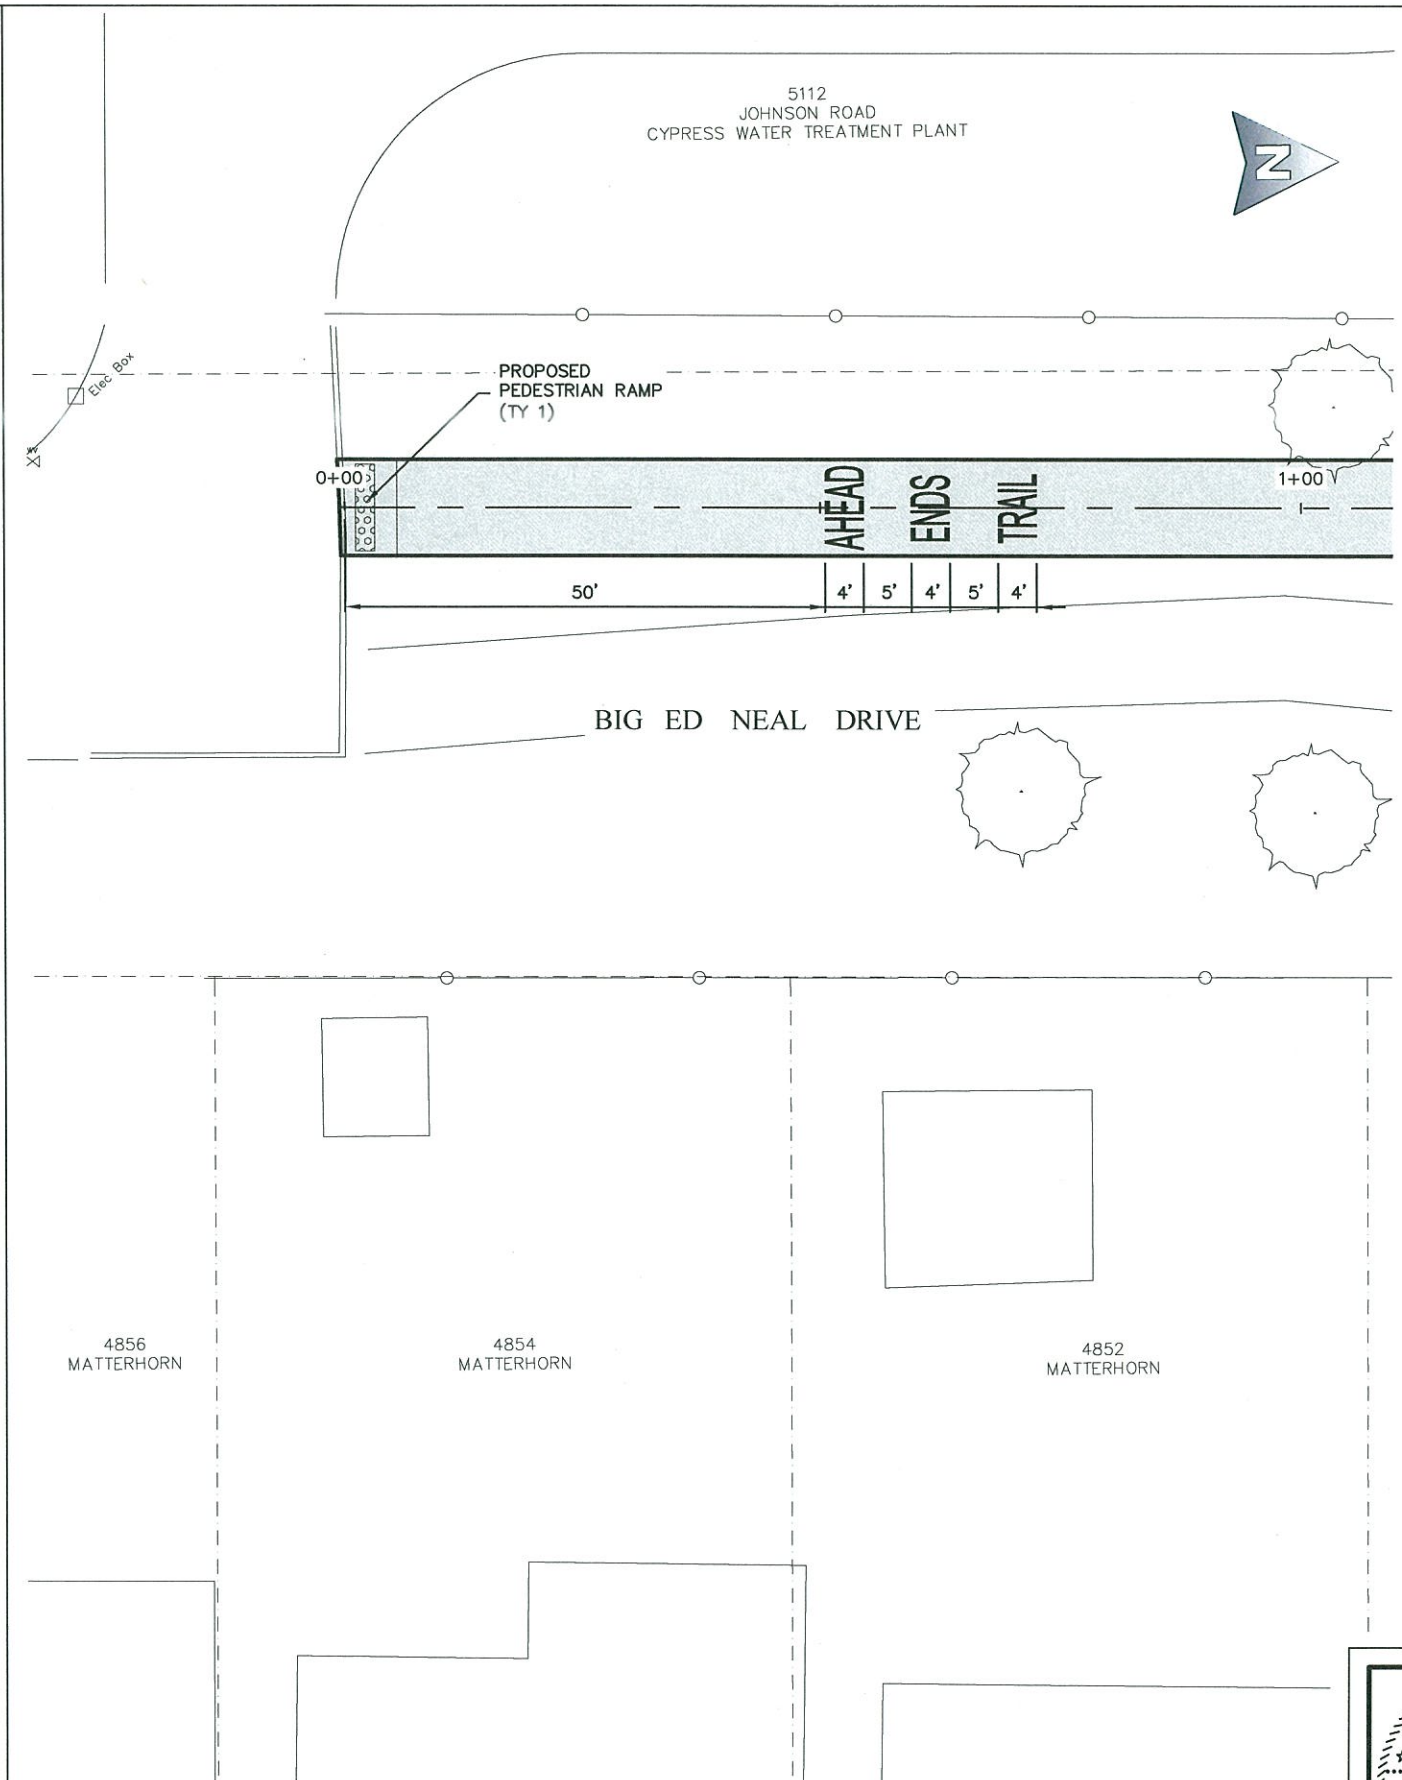 5112
JOHNSON ROAD
CYPRESS WATER TREATMENT PLANT
N
Elec Box
PROPOSED
PEDESTRIAN RAMP
(TY 1)
0+00
AHEAD
ENDS
TRAIL
1+00
50'
4'
5'
4'
5'
4'
BIG ED NEAL DRIVE
4856
MATTERHORN
4854
MATTERHORN
4852
MATTERHORN